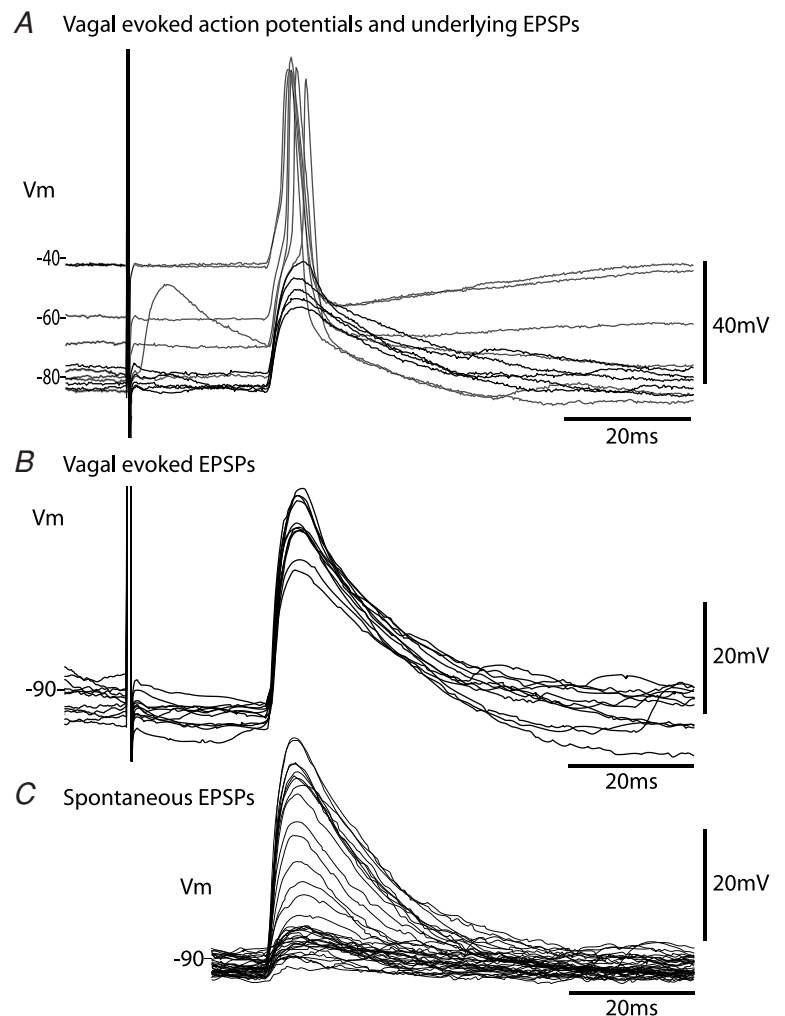 A Vagal evoked action potentials and underlying EPSPs
Vm
-40
-60
-80
40mV
20ms
B Vagal evoked EPSPs
Vm
-90
20mV
20ms
C Spontaneous EPSPs
Vm
-90
20mV
20ms